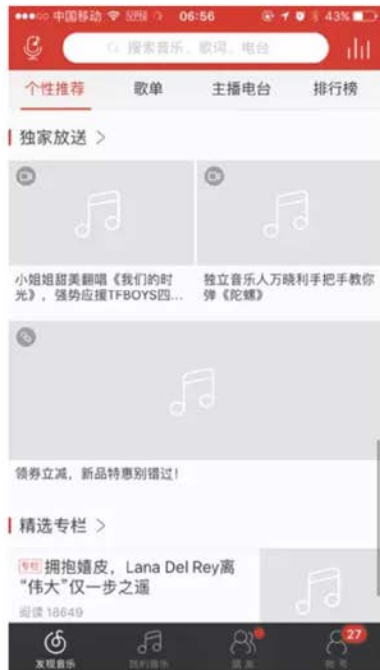 中国移动 06:56 43%
搜索音乐、歌词、电台
个性推荐 歌单 主播电台 排行榜
独家放送 >
小姐姐甜美翻唱《我们的时
光》，强势应援TFBOYS四...
独立音乐人万晓利手把手教你
弹《陀螺》
领券立减，新品特惠别错过！
精选专栏 >
专栏 拥抱嬉皮，Lana Del Rey离
“伟大”仅一步之遥
阅读 18649
27
发现音乐 我的音乐